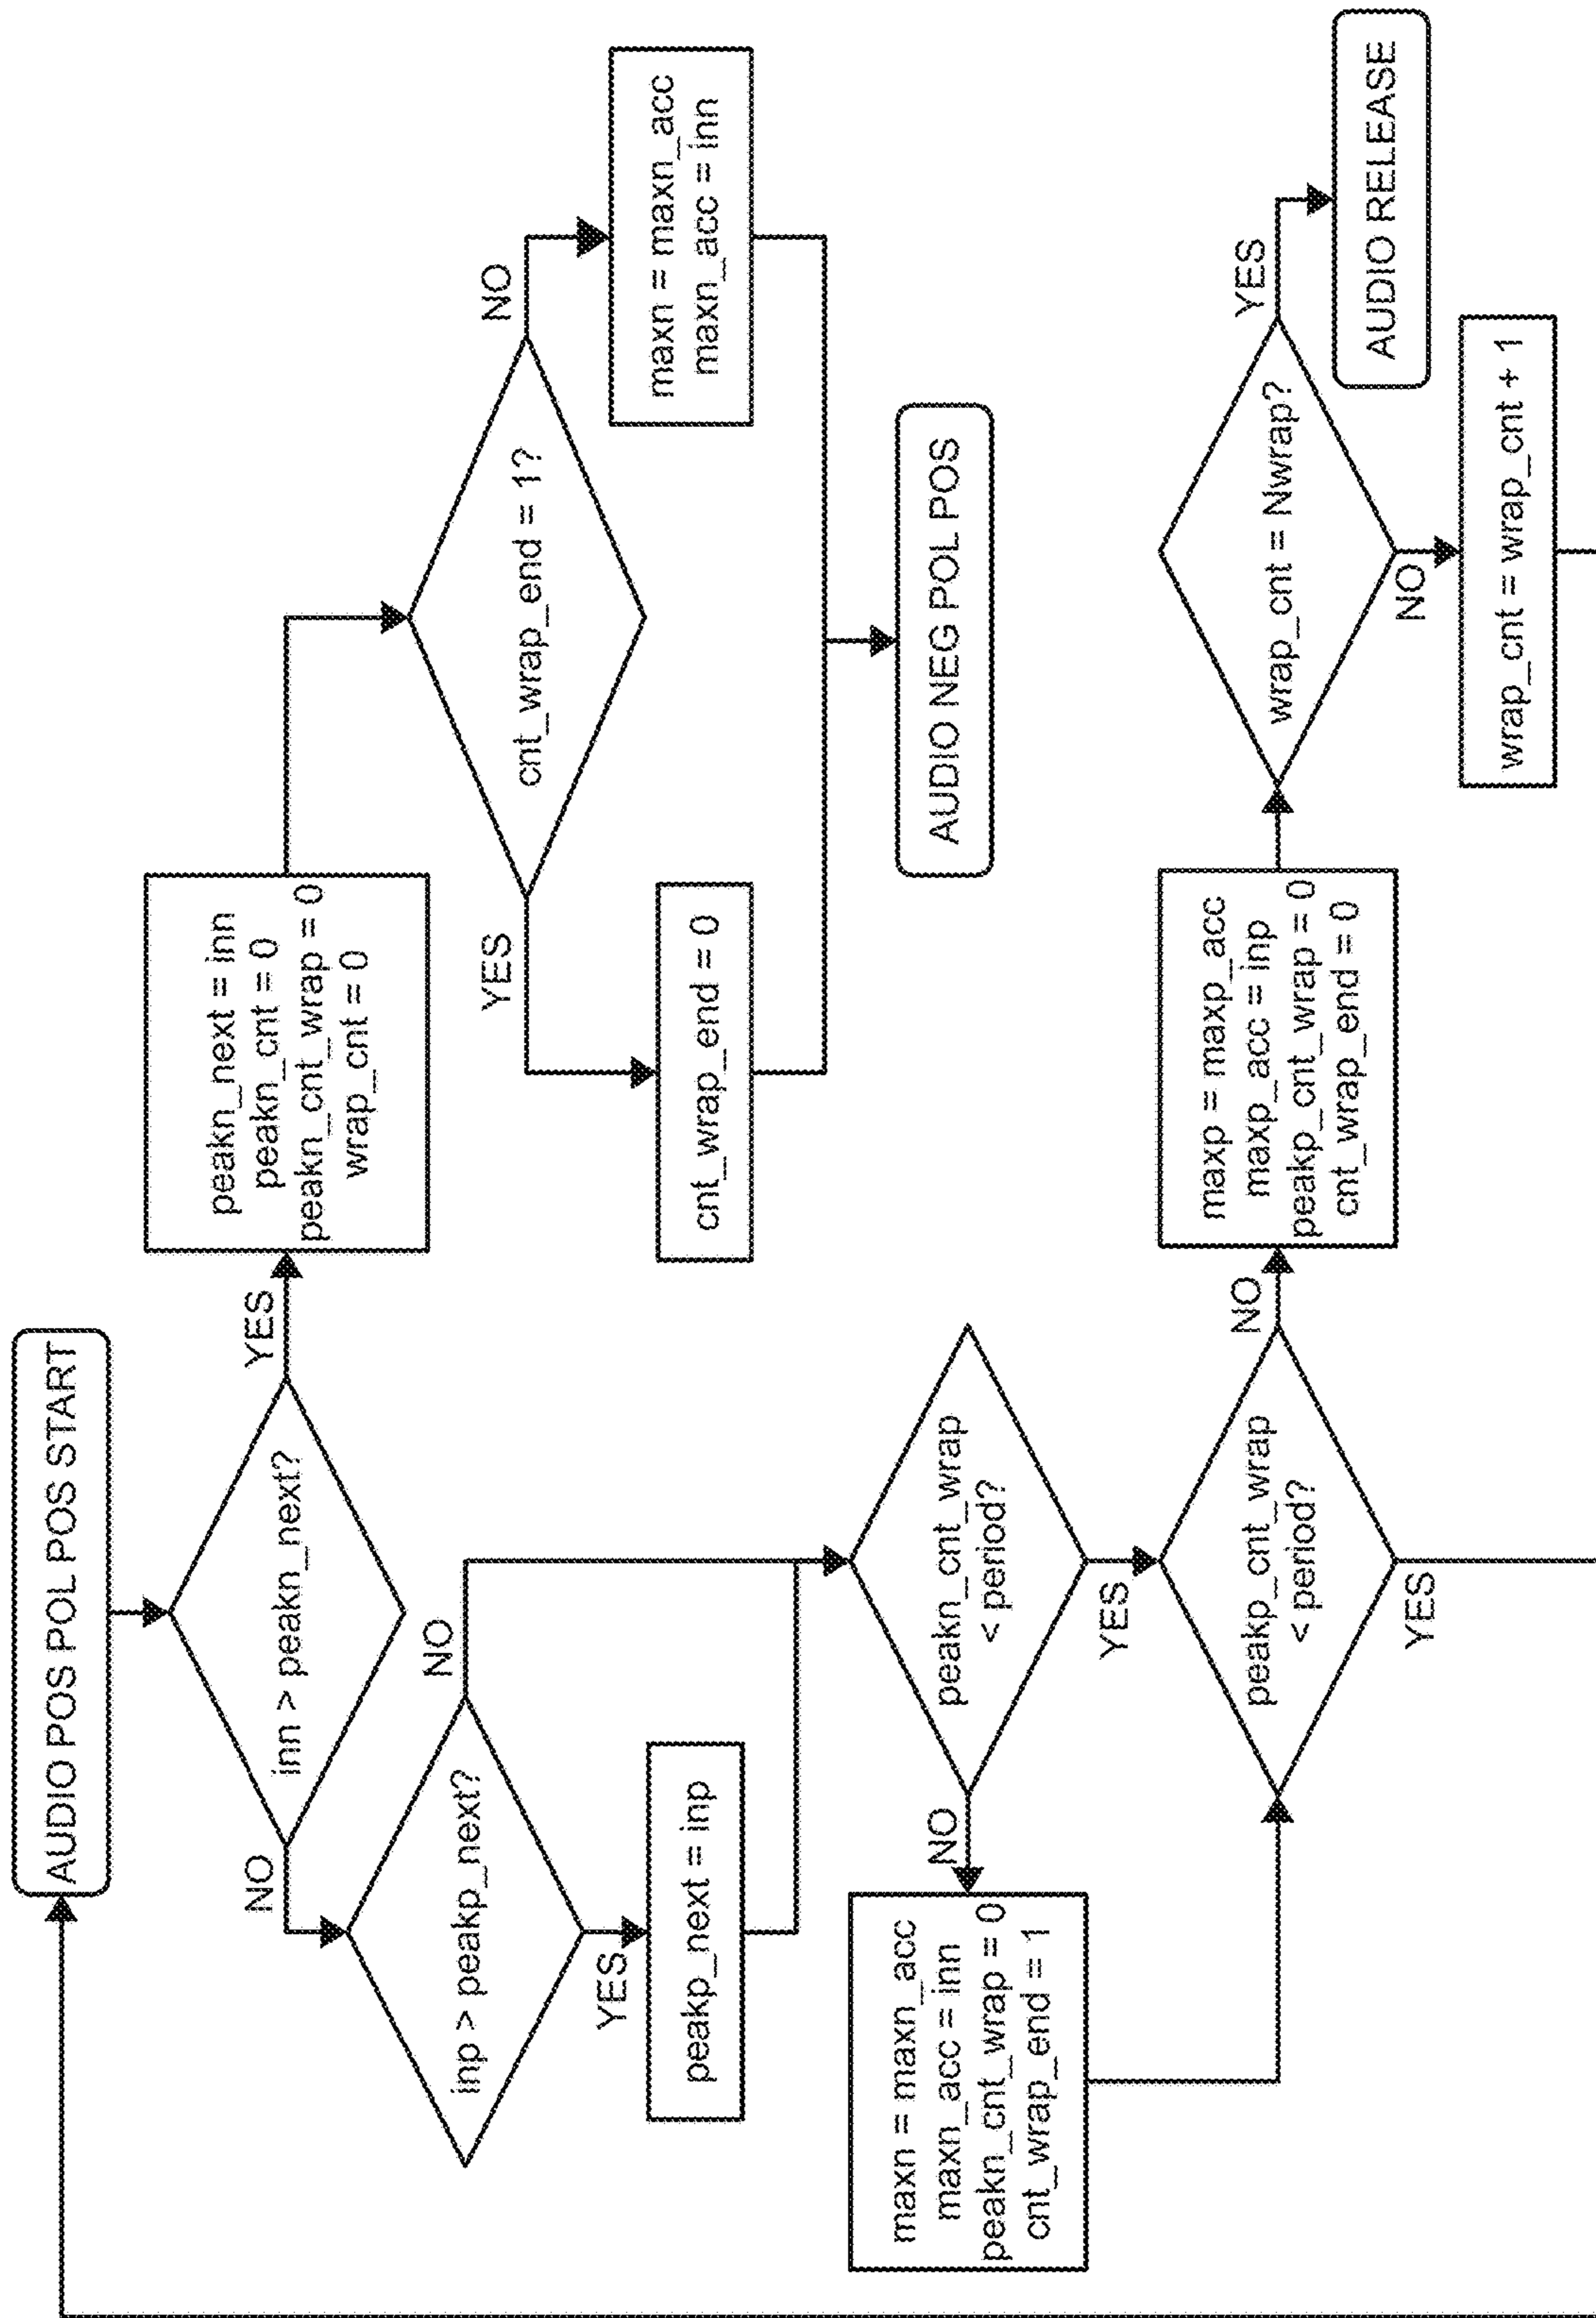 AUDIO POS POL POS START
inn > peakn_next?
YES
NO
peakn_next = inn
peakn_cnt = 0
peakn_cnt_wrap = 0
wrap_cnt = 0
cnt_wrap_end = 1?
YES
NO
cnt_wrap_end = 0
maxn = maxn_acc
maxn_acc = inn
AUDIO NEG POL POS
inp > peakp_next?
NO
YES
peakp_next = inp
peakn_cnt_wrap
< period?
NO
YES
maxn = maxn_acc
maxn_acc = inn
peakn_cnt_wrap = 0
cnt_wrap_end = 1
peakp_cnt_wrap
< period?
NO
YES
maxp = maxp_acc
maxp_acc = inp
peakp_cnt_wrap = 0
cnt_wrap_end = 0
wrap_cnt = Nwrap?
YES
NO
AUDIO RELEASE
wrap_cnt = wrap_cnt + 1